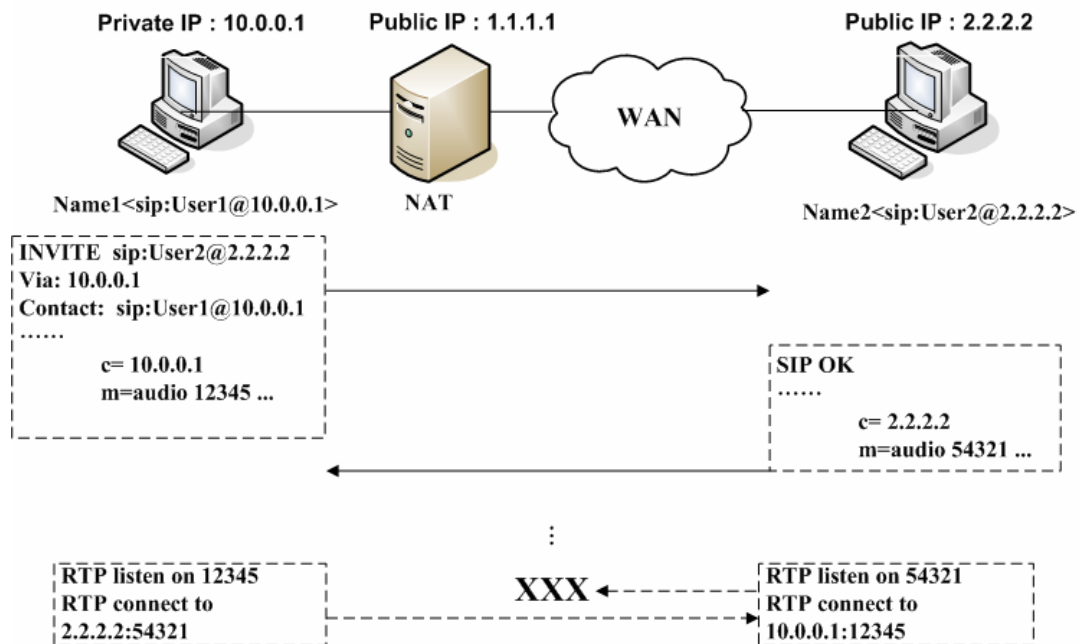 Private IP : 10.0.0.1
Public IP : 1.1.1.1
Public IP : 2.2.2.2
WAN
NAT
Name1<sip:User1@10.0.0.1>
Name2<sip:User2@2.2.2.2>
INVITE sip:User2@2.2.2.2
Via: 10.0.0.1
Contact: sip:User1@10.0.0.1
......
c= 10.0.0.1
m=audio 12345 ...
SIP OK
......
c= 2.2.2.2
m=audio 54321 ...
⋮
RTP listen on 12345
RTP connect to
2.2.2.2:54321
XXX
RTP listen on 54321
RTP connect to
10.0.0.1:12345